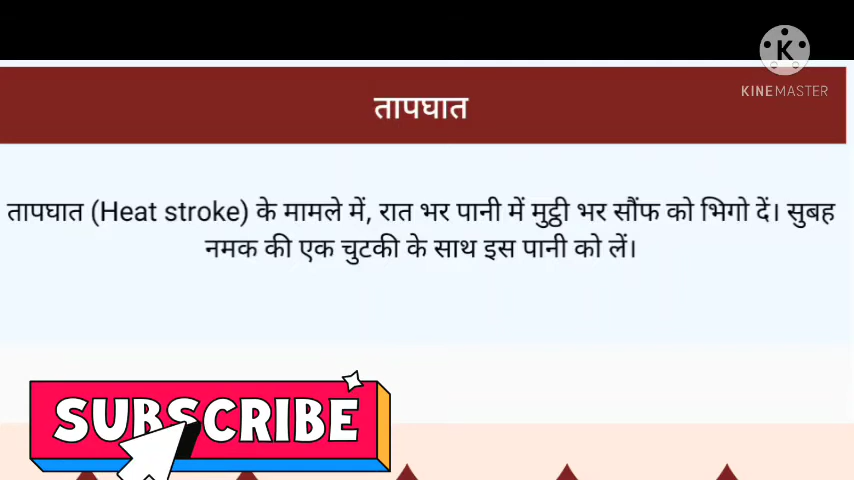 KINEMASTER
तापघात
तापघात (Heat stroke) के मामले में, रात भर पानी में मुट्ठी भर सौंफ को भिगो दें। सुबह
नमक की एक चुटकी के साथ इस पानी को लें।
SUBSCRIBE